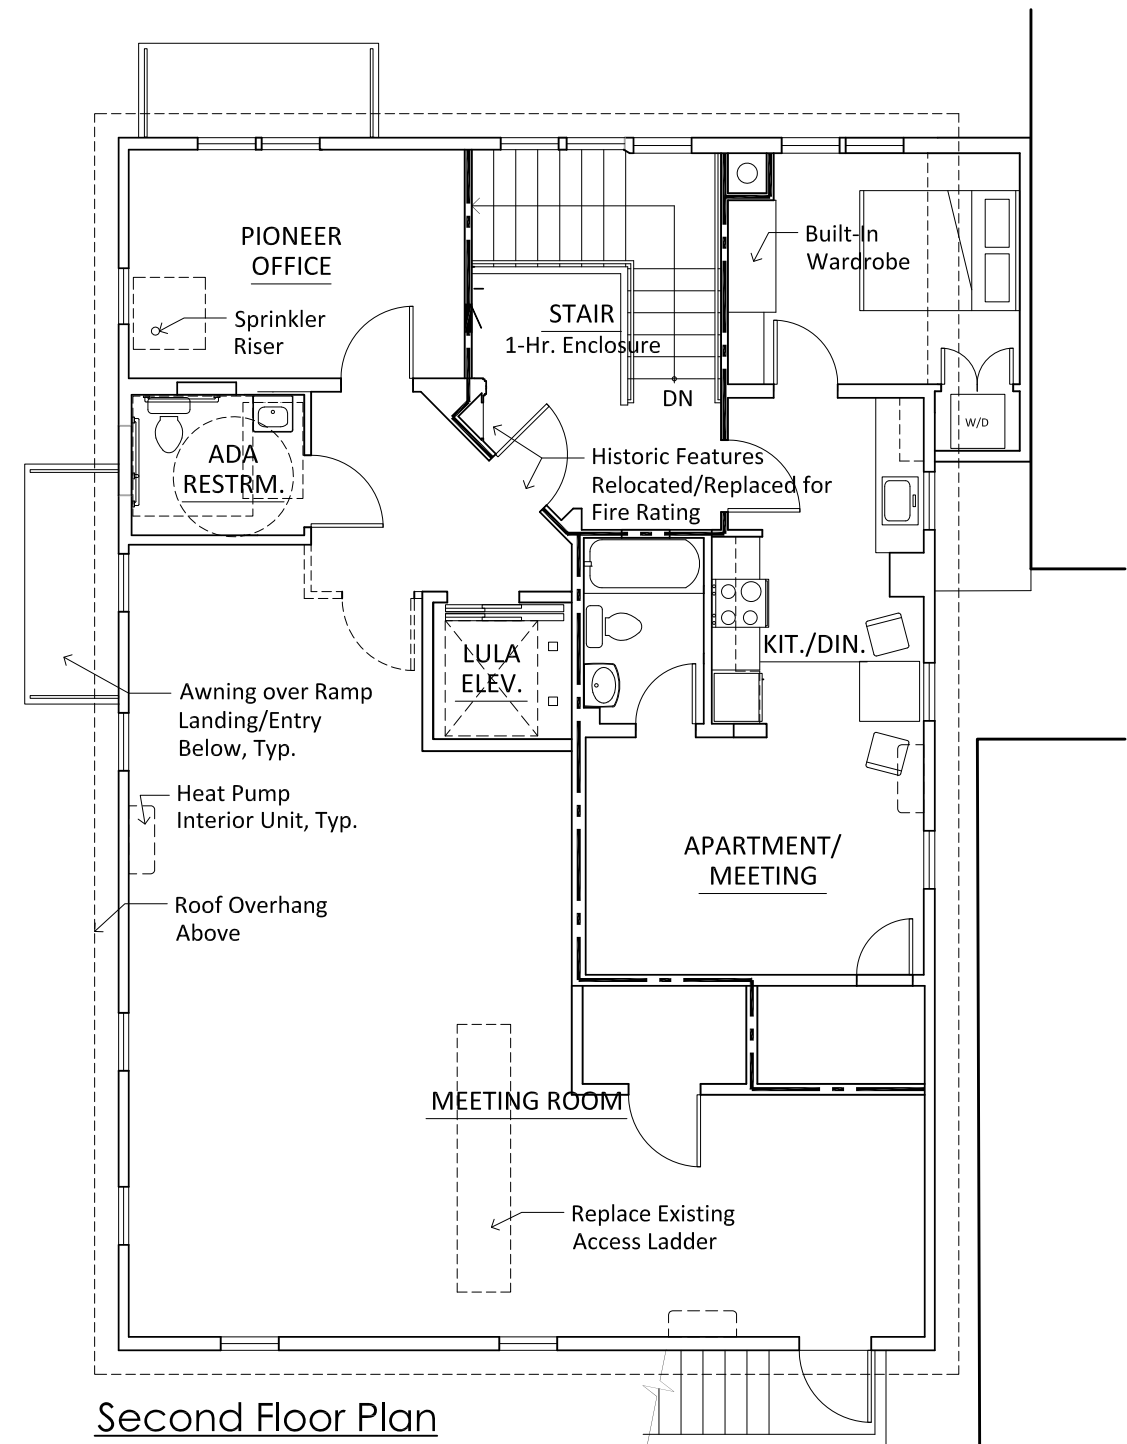 PIONEER
OFFICE
Sprinkler
Riser
STAIR
1-Hr. Enclosure
DN
Built-In
Wardrobe
W/D
ADA
RESTRM.
Historic Features
Relocated/Replaced for
Fire Rating
LULA
ELEV.
KIT./DIN.
Awning over Ramp
Landing/Entry
Below, Typ.
Heat Pump
Interior Unit, Typ.
APARTMENT/
MEETING
Roof Overhang
Above
MEETING ROOM
Replace Existing
Access Ladder
Second Floor Plan